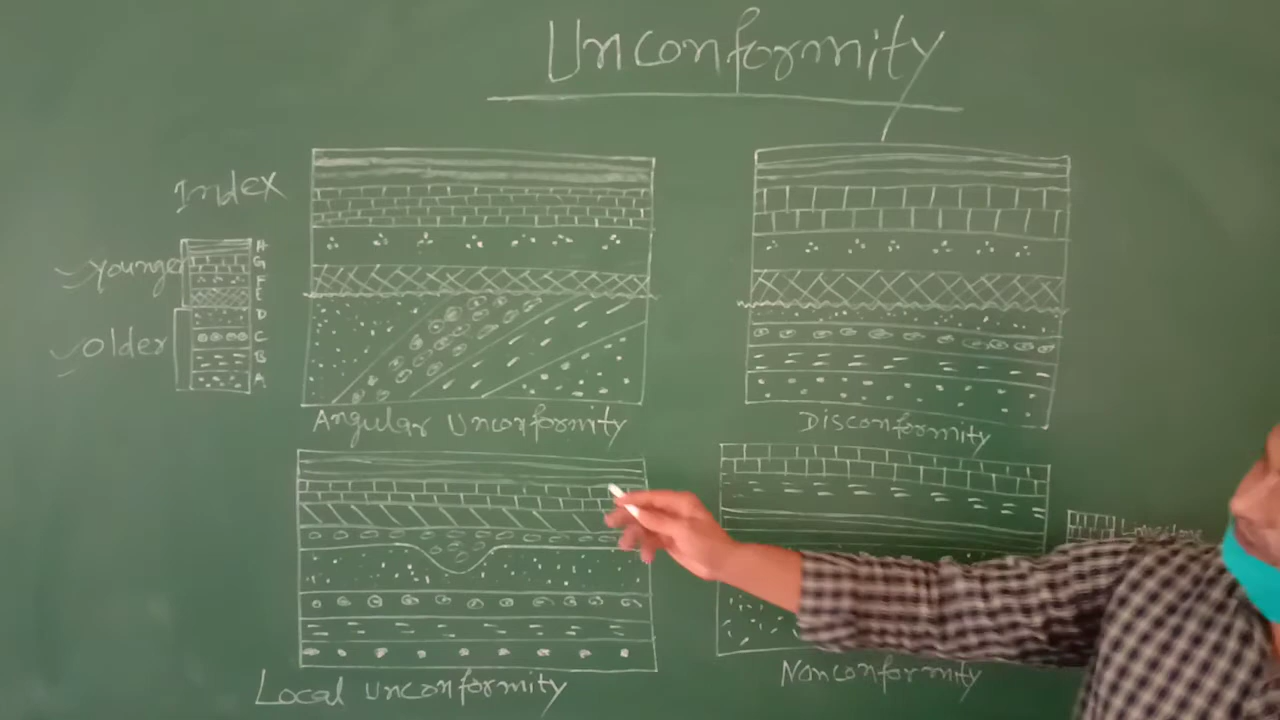 Unconformity
Index
Younger
Older
H
G
F
E
D
C
B
A
Angular Unconformity
Disconformity
Local unconformity
Nonconformity